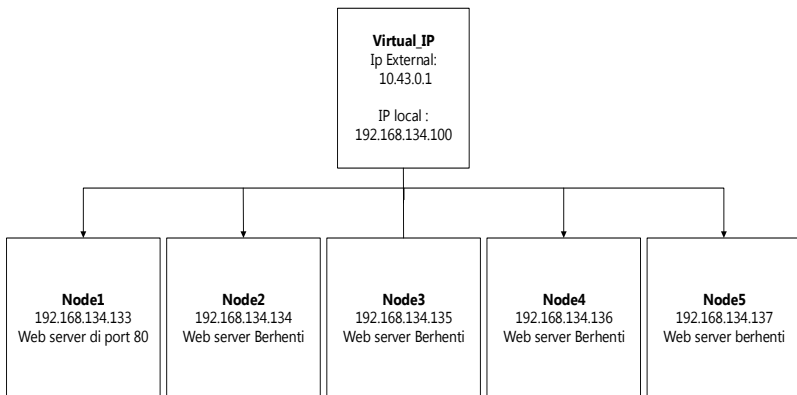 Virtual_IP
Ip External:
10.43.0.1
IP local :
192.168.134.100
Node1
192.168.134.133
Web server di port 80
Node2
192.168.134.134
Web server Berhenti
Node3
192.168.134.135
Web server Berhenti
Node4
192.168.134.136
Web server Berhenti
Node5
192.168.134.137
Web server berhenti